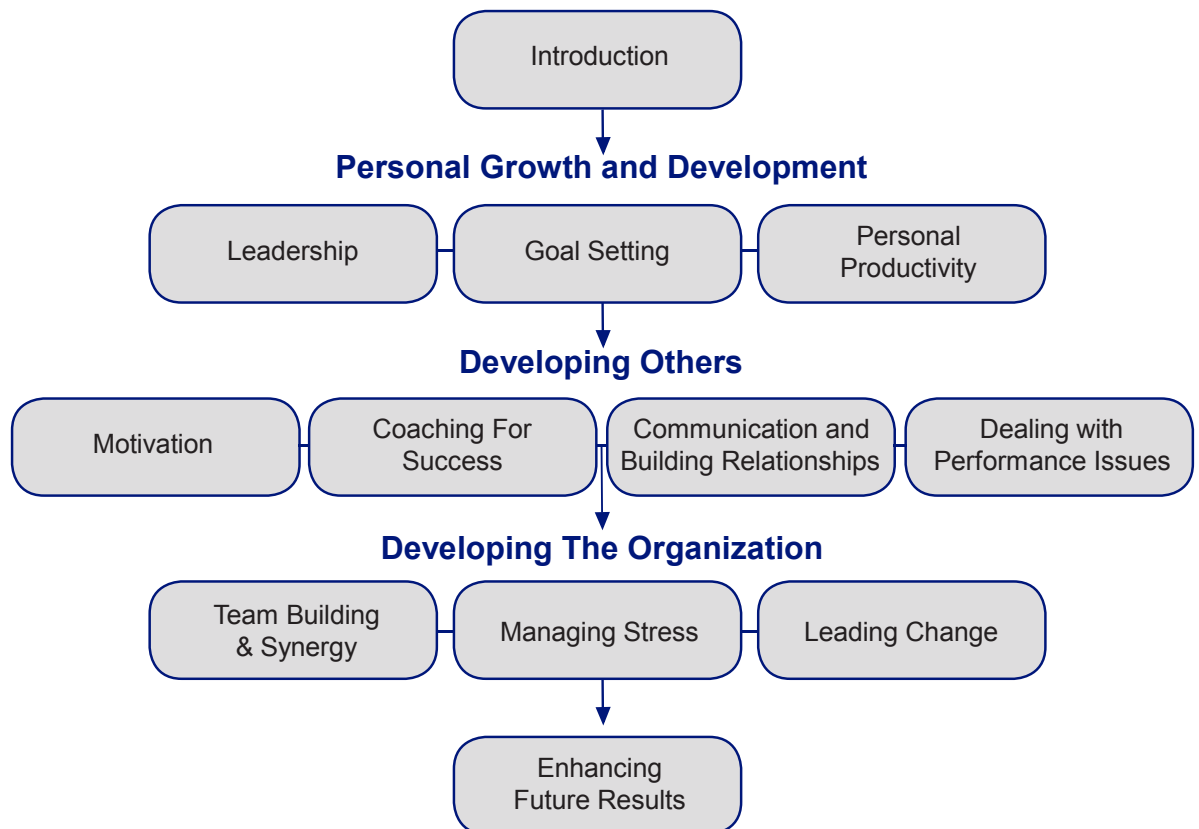 Introduction
Personal Growth and Development
Leadership
Goal Setting
Personal
Productivity
Developing Others
Motivation
Coaching For
Success
Communication and
Building Relationships
Dealing with
Performance Issues
Developing The Organization
Team Building
& Synergy
Managing Stress
Leading Change
Enhancing
Future Results